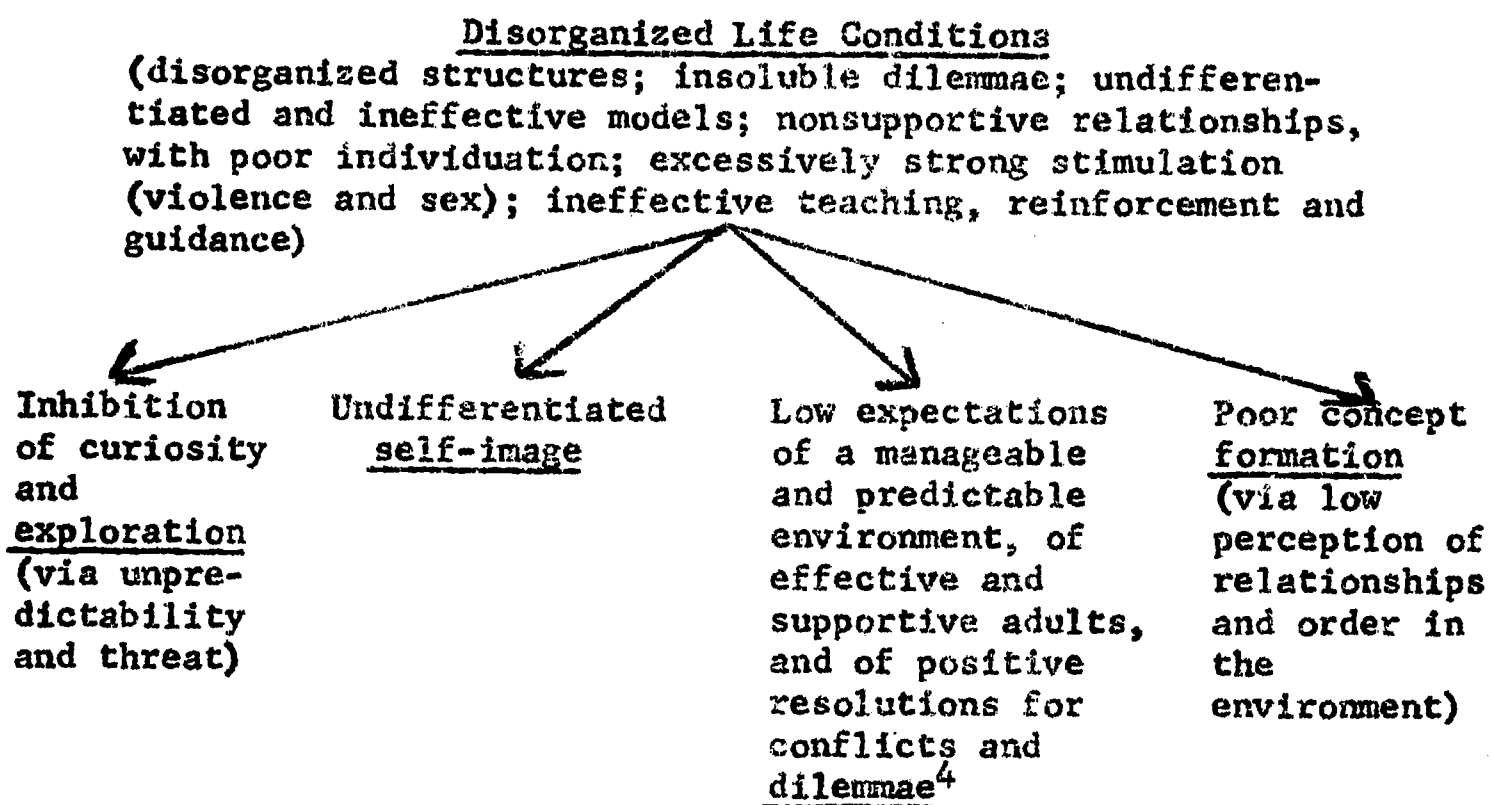 Disorganized Life Conditions
(disorganized structures; insoluble dilemmae; undifferen-
tiated and ineffective models; nonsupportive relationships,
with poor individuation; excessively strong stimulation
(violence and sex); ineffective teaching, reinforcement and
guidance)
Inhibition
of curiosity
and
exploration
(via unpre-
dictability
and threat)
Undifferentiated
self-image
Low expectations
of a manageable
and predictable
environment, of
effective and
supportive adults,
and of positive
resolutions for
conflicts and
dilemmae4
Poor concept
formation
(via low
perception of
relationships
and order in
the
environment)